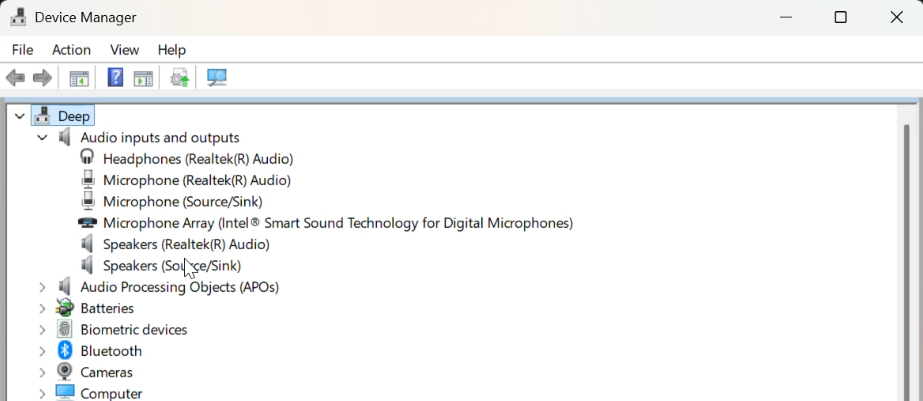 Device Manager
File Action View Help
Deep
Audio inputs and outputs
Headphones (Realtek(R) Audio)
Microphone (Realtek(R) Audio)
Microphone (Source/Sink)
Microphone Array (Intel® Smart Sound Technology for Digital Microphones)
Speakers (Realtek(R) Audio)
Speakers (Source/Sink)
Audio Processing Objects (APOs)
Batteries
Biometric devices
Bluetooth
Cameras
Computer